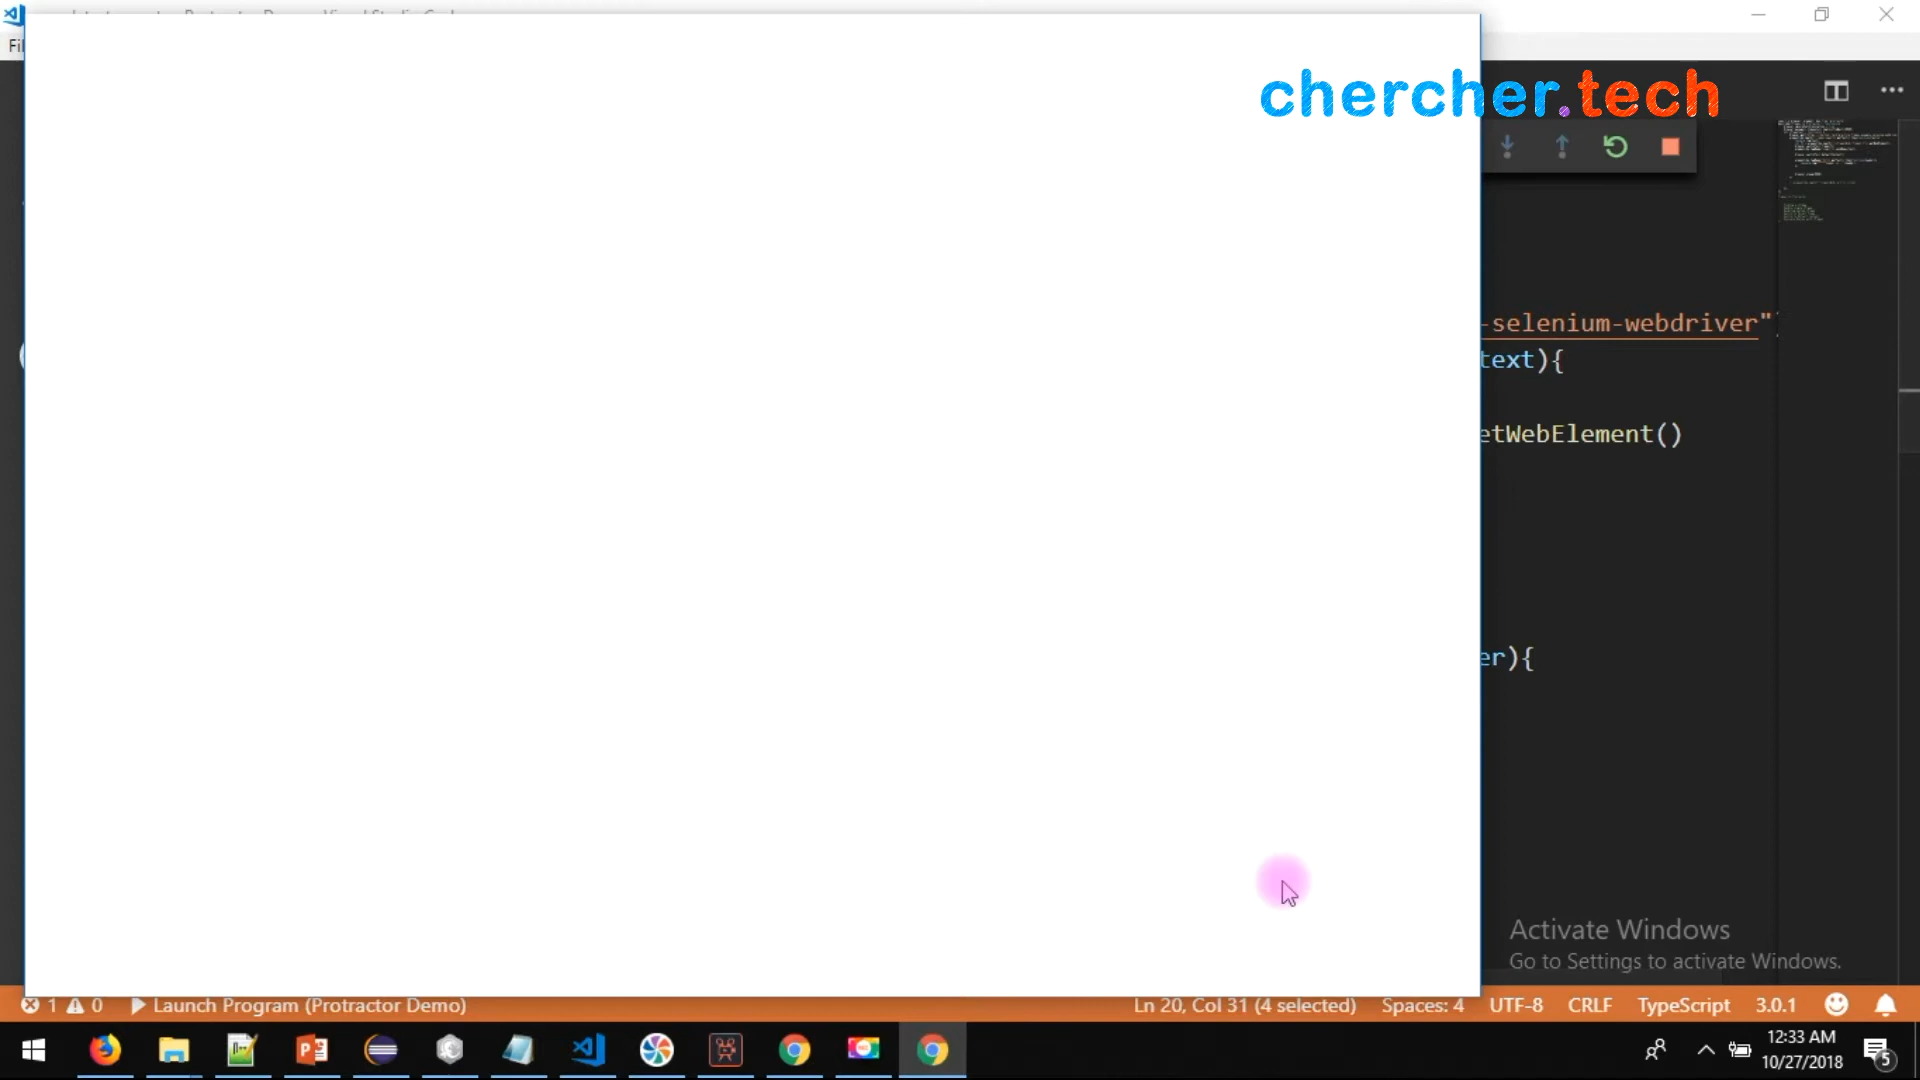 Fil
chercher.tech
-selenium-webdriver"
text){
etWebElement()
er){
Activate Windows
Go to Settings to activate Windows.
1 0 Launch Program (Protractor Demo) Ln 20, Col 31 (4 selected) Spaces: 4 UTF-8 CRLF TypeScript 3.0.1
12:33 AM
10/27/2018
5